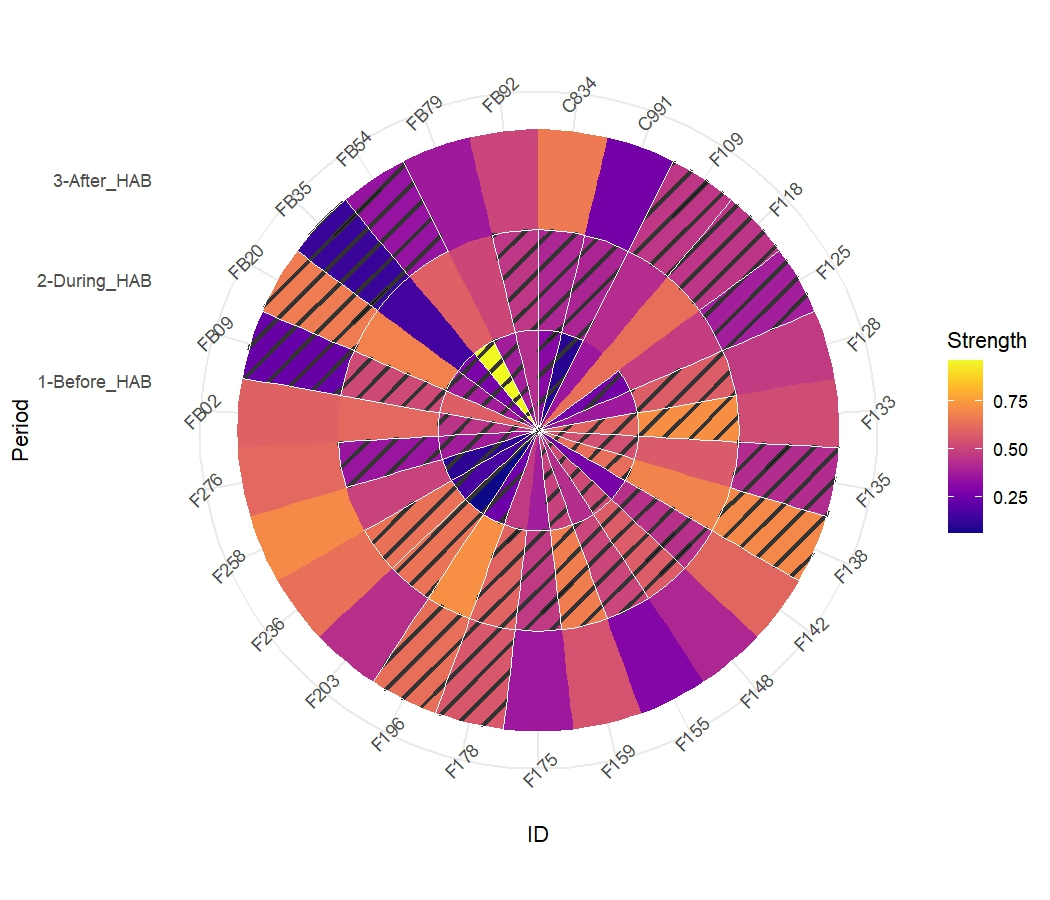 FB92
C834
FB79
C991
FB54
F109
3-After_HAB
FB35
F118
FB20
F125
2-During_HAB
FB09
F128
Strength
1-Before_HAB
0.75
FB02
F133
Period
0.50
F276
F135
0.25
F258
F138
F236
F142
F203
F148
F196
F155
F178
F159
F175
ID